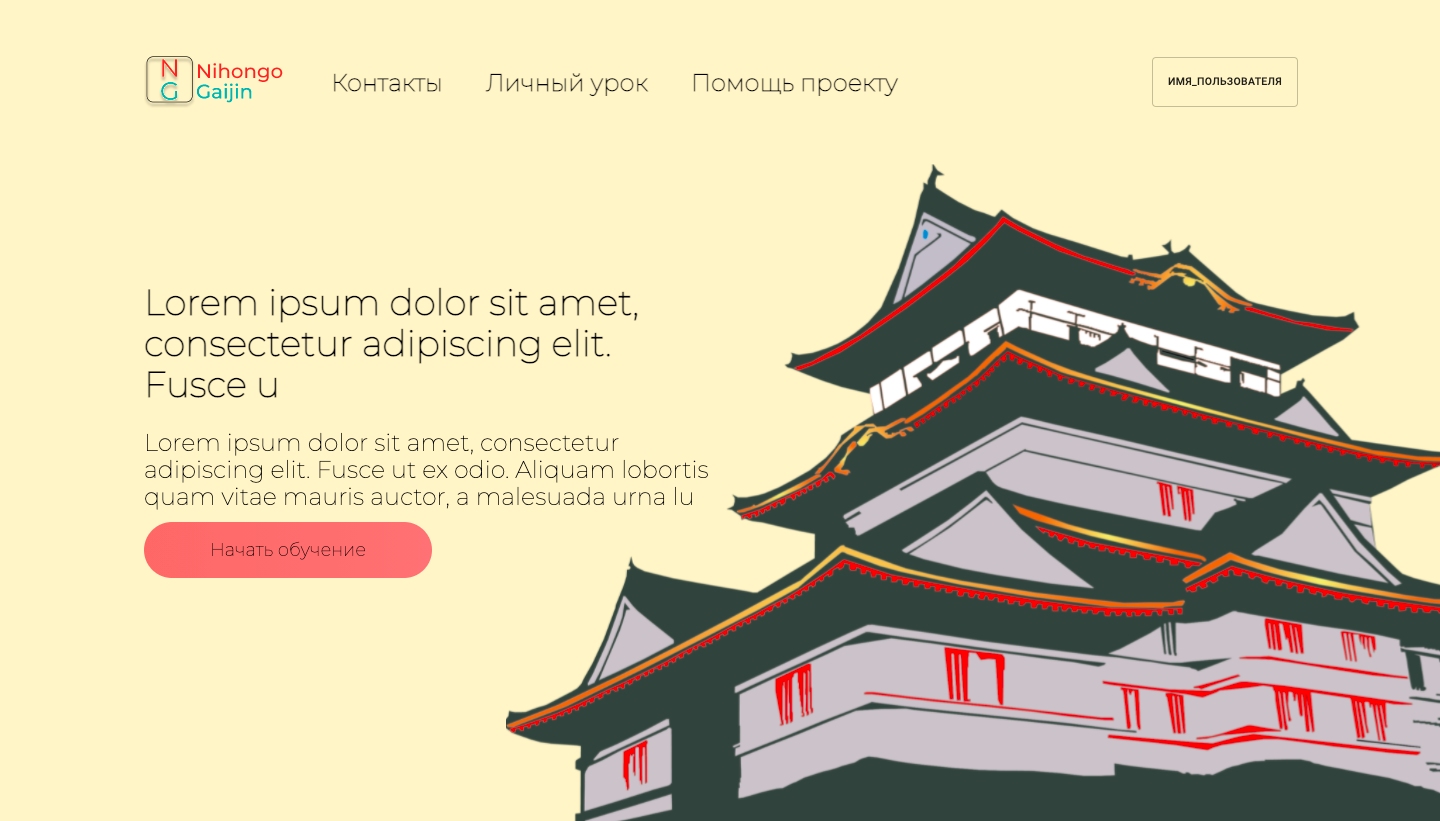 N
G
Nihongo
Gaijin
Контакты Личный урок Помощь проекту
ИМЯ_ПОЛЬЗОВАТЕЛЯ
Lorem ipsum dolor sit amet,
consectetur adipiscing elit.
Fusce u
Lorem ipsum dolor sit amet, consectetur
adipiscing elit. Fusce ut ex odio. Aliquam lobortis
quam vitae mauris auctor, a malesuada urna lu
Начать обучение